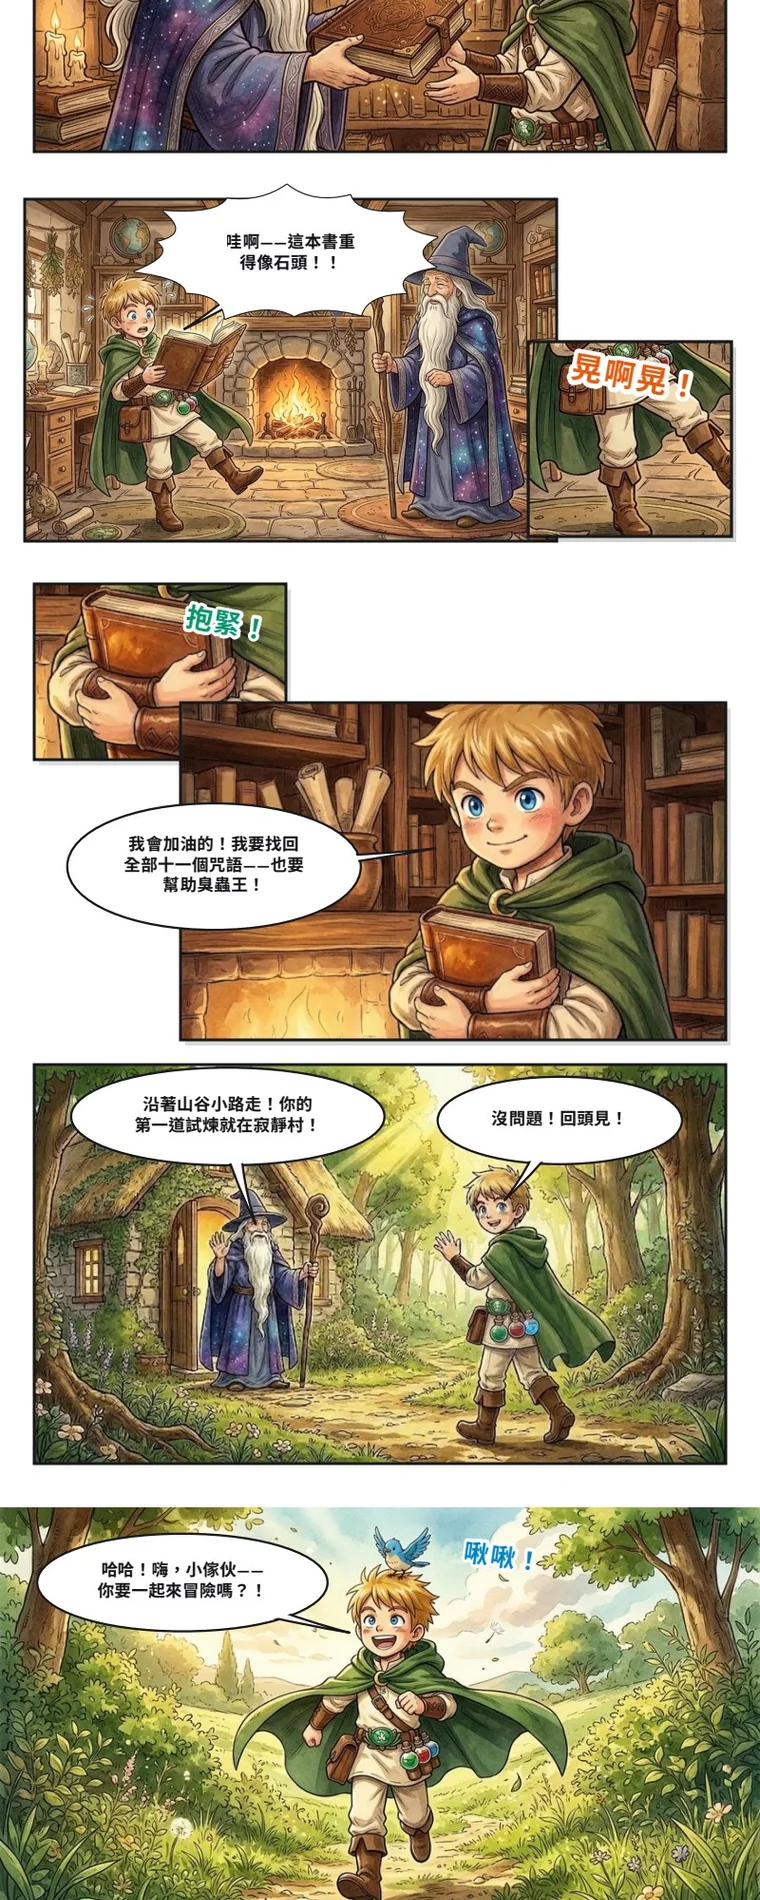 哇啊——這本書重
得像石頭！！
晃啊晃！
抱緊！
我會加油的！我要找回
全部十一個咒語——也要
幫助臭蟲王！
沿著山谷小路走！你的
第一道試煉就在寂靜村！
沒問題！回頭見！
啾啾！
哈哈！嗨，小傢伙——
你要一起來冒險嗎？！